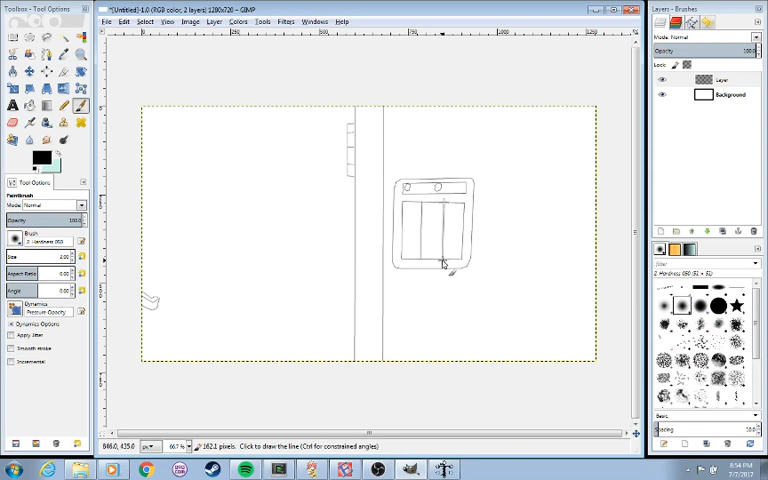 Toolbox - Tool Options
*[Untitled]-1.0 (RGB color, 2 layers) 1280x720 – GIMP
Layers - Brushes
File Edit Select View Image Layer Colors Tools Filters Windows Help
Mode: Normal
Opacity
Lock:
Layer
Background
Tool Options
Paintbrush
Mode: Normal
Opacity 100.0
Brush
2. Hardness 050
Size 2.00
Aspect Ratio 0.00
Angle 0.00
Dynamics
Pressure Opacity
Dynamics Options
Apply Jitter
Smooth stroke
Incremental
filter
2. Hardness 050 (51 × 51)
Basic
Spacing 10.0
846.0, 435.0 px 66.7 % 162.1 pixels. Click to draw the line (Ctrl for constrained angles)
8:54 PM
7/7/2017